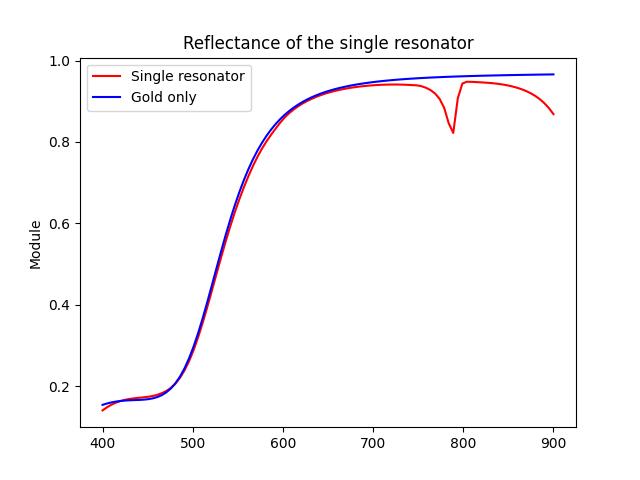 Reflectance of the single resonator
Single resonator
Gold only
Module
1.0
0.8
0.6
0.4
0.2
400 500 600 700 800 900